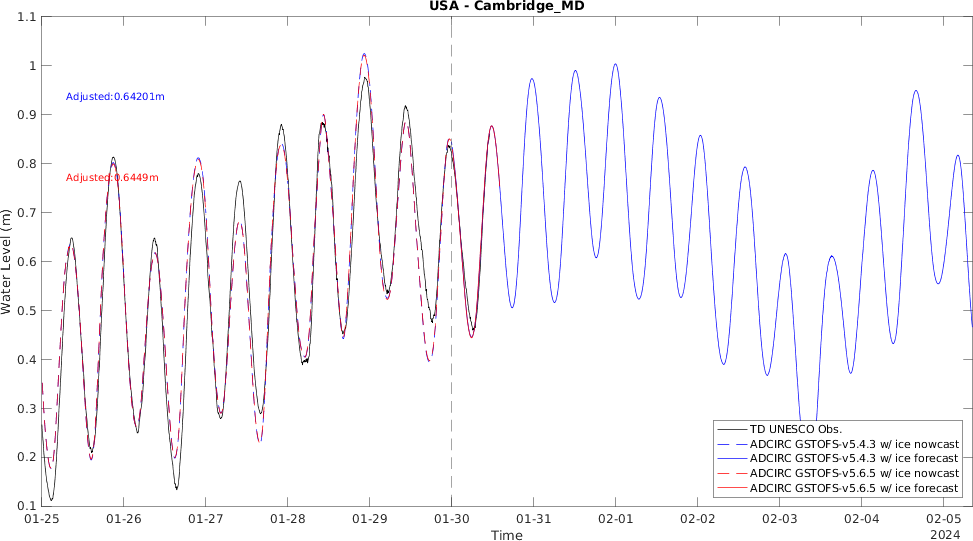 USA - Cambridge_MD
1.1
1
0.9
0.8
0.7
0.6
0.5
0.4
0.3
0.2
0.1
Water Level (m)
Adjusted:0.64201m
Adjusted:0.6449m
TD UNESCO Obs.
ADCIRC GSTOFS-v5.4.3 w/ ice nowcast
ADCIRC GSTOFS-v5.4.3 w/ ice forecast
ADCIRC GSTOFS-v5.6.5 w/ ice nowcast
ADCIRC GSTOFS-v5.6.5 w/ ice forecast
01-25 01-26 01-27 01-28 01-29 01-30 01-31 02-01 02-02 02-03 02-04 02-05
2024
Time